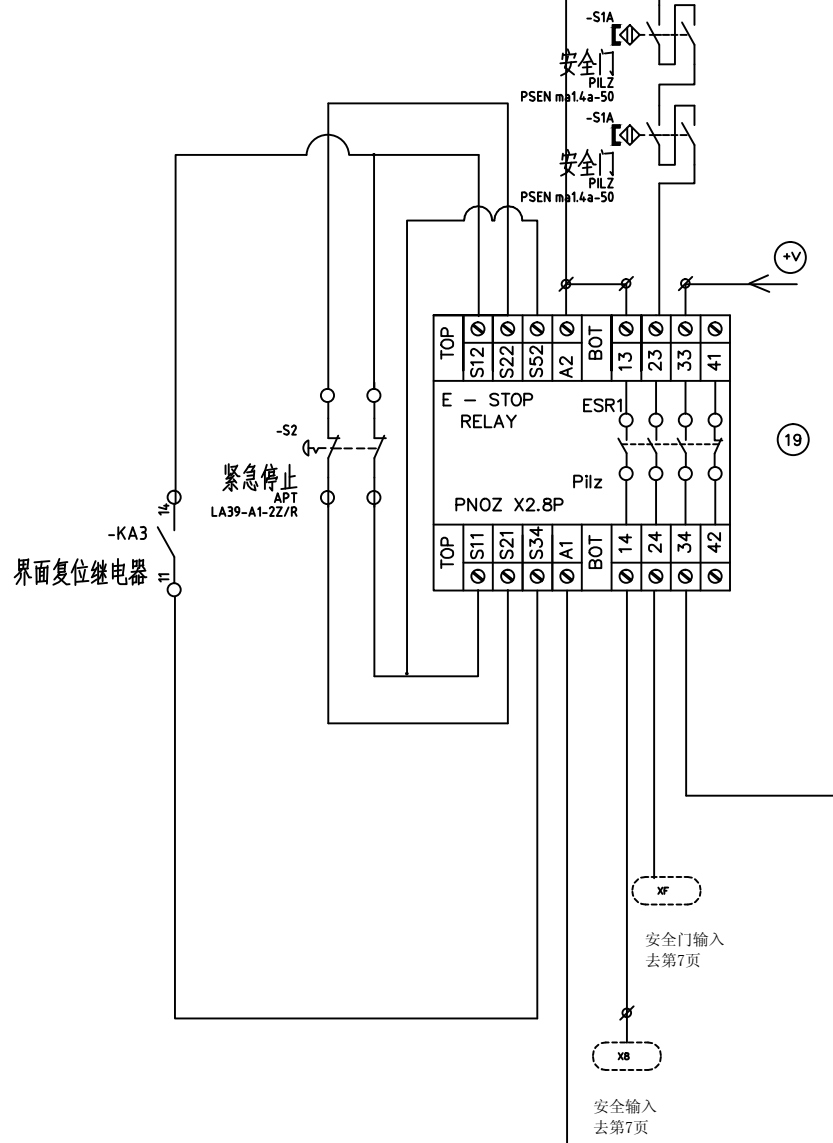 -S1A
安全门
PILZ
PSEN ma1.4a-50
-S1A
安全门
PILZ
PSEN ma1.4a-50
+V
TOP
S12
S22
S52
A2
BOT
13
23
33
41
E - STOP
RELAY
ESR1
19
-S2
紧急停止
APT
LA39-A1-2Z/R
Pilz
PNOZ X2.8P
14
-KA3
界面复位继电器
11
TOP
S11
S21
S34
A1
BOT
14
24
34
42
XF
安全门输入
去第7页
XB
安全输入
去第7页